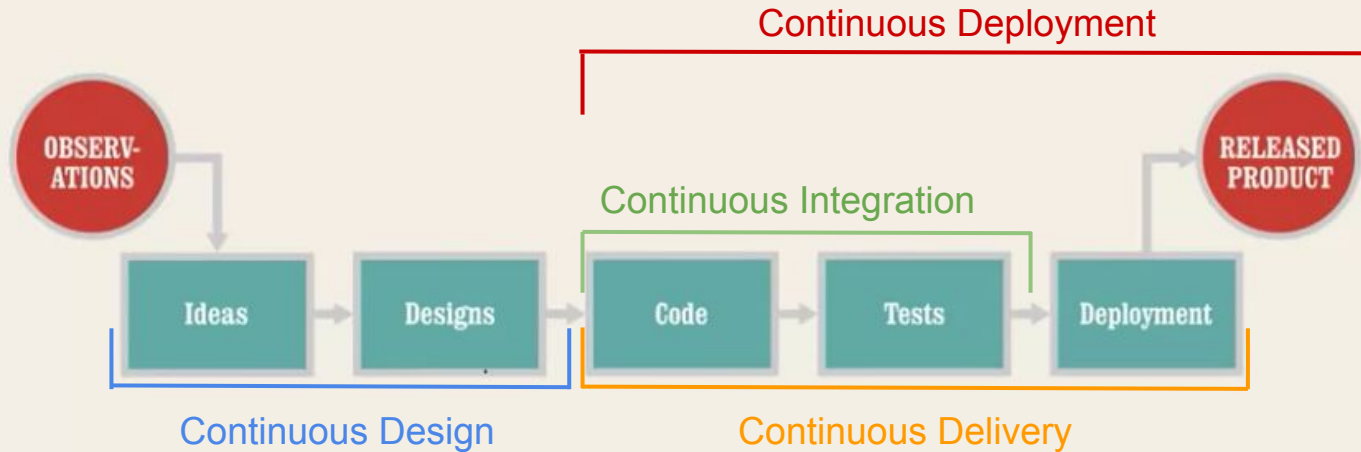 Continuous Deployment
OBSERV-
ATIONS
RELEASED
PRODUCT
Continuous Integration
Ideas
Designs
Code
Tests
Deployment
Continuous Design
Continuous Delivery